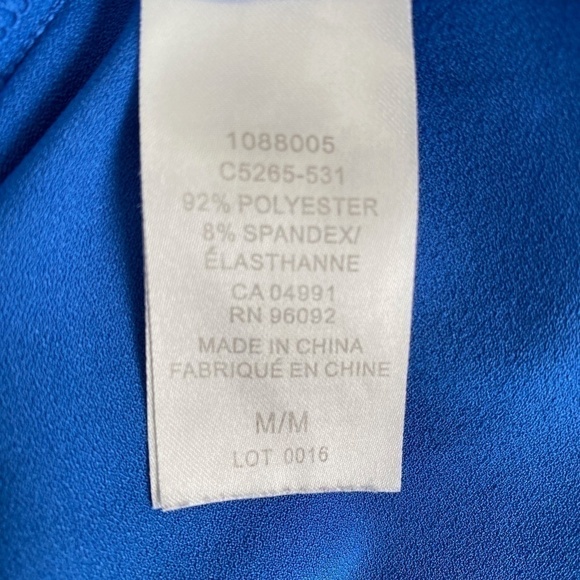 1088005
C5265-531
92% POLYESTER
8% SPANDEX/
ÉLASTHANNE
CA 04991
RN 96092
MADE IN CHINA
FABRIQUÉ EN CHINE
M/M
LOT 0016